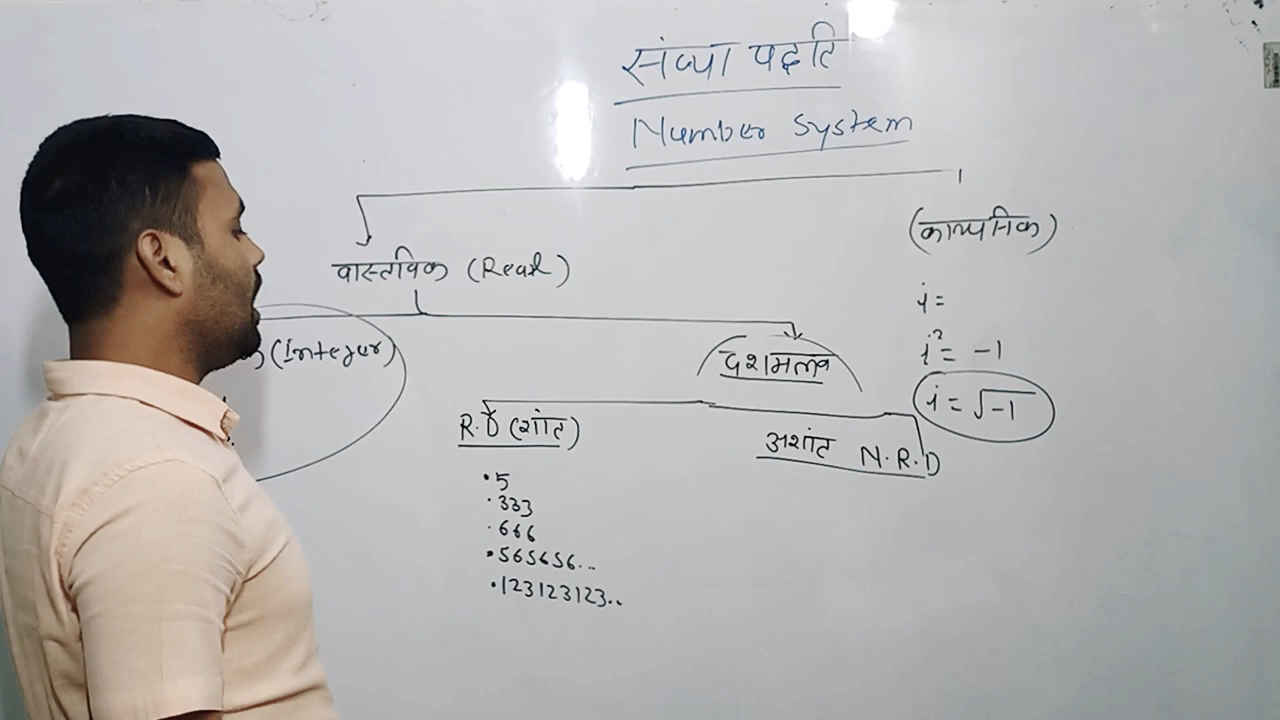 संख्या पद्धति
Number System
(काल्पनिक)
वास्तविक (Real)
i =
i² = -1
i = √-1
(Integer)
दशमलव
R.D (शांत)
अशांत N.R.D
.5
.333
.666
.565656...
.123123123..